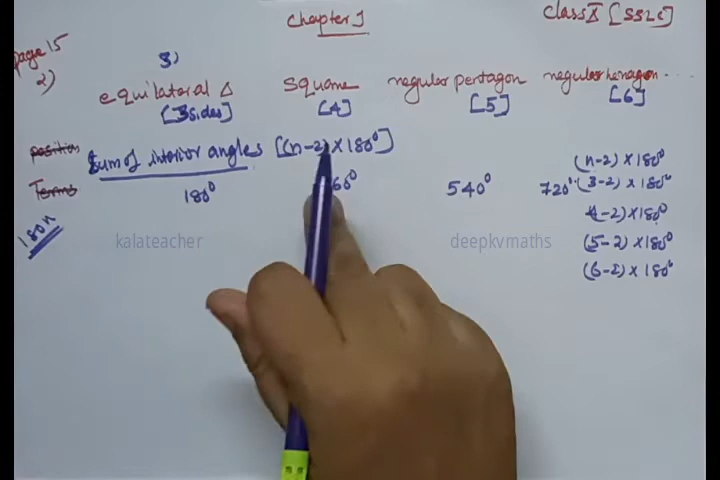 Chapter 1
Class X [SSLC]
page 15
2)
3)
equilateral Δ square regular pentagon regular hexagon ....
[3 sides] [4] [5] [6]
position
Sum of interior angles [(n-2)×180°]
Terms
180° 60° 540° 720°..
180n
(n-2)×180°
(3-2)×180°
4-2)×180°
(5-2)×180°
(6-2)×180°
kalateacher deepkvmaths